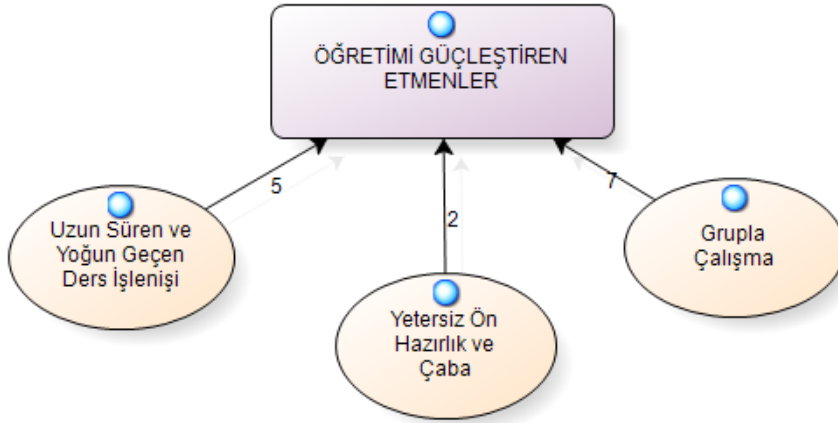 ÖĞRETİMİ GÜÇLEŞTİREN
ETMENLER
5
2
7
Uzun Süren ve
Yoğun Geçen
Ders İşlenişi
Yetersiz Ön
Hazırlık ve
Çaba
Grupla
Çalışma